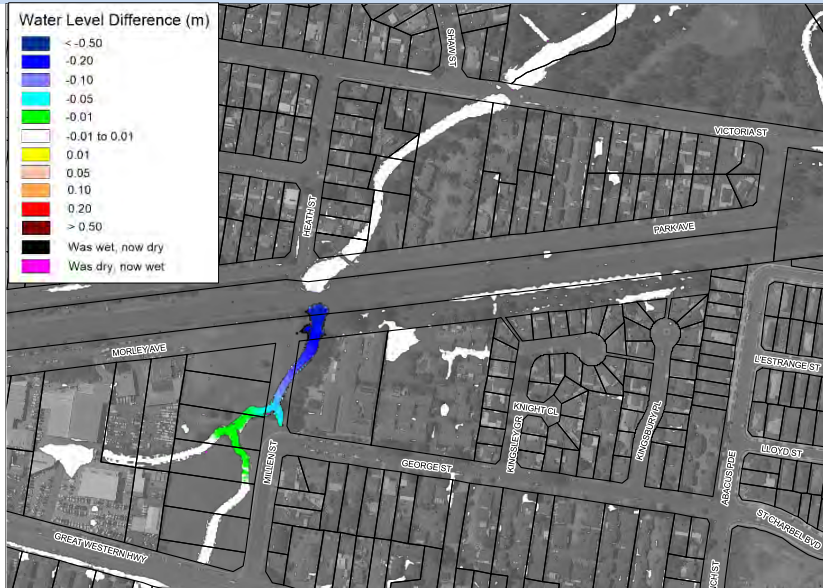 Water Level Difference (m)
< -0.50
-0.20
-0.10
-0.05
-0.01
-0.01 to 0.01
0.01
0.05
0.10
0.20
> 0.50
Was wet, now dry
Was dry, now wet
SHAW ST
VICTORIA ST
HEATH ST
PARK AVE
MORLEY AVE
L'ESTRANGE ST
KNIGHT CL
KINGSLEY GR
KINGSBURY PL
ABACUS PDE
LLOYD ST
MILLEN ST
GEORGE ST
ST CHARBEL BVD
GREAT WESTERN HWY